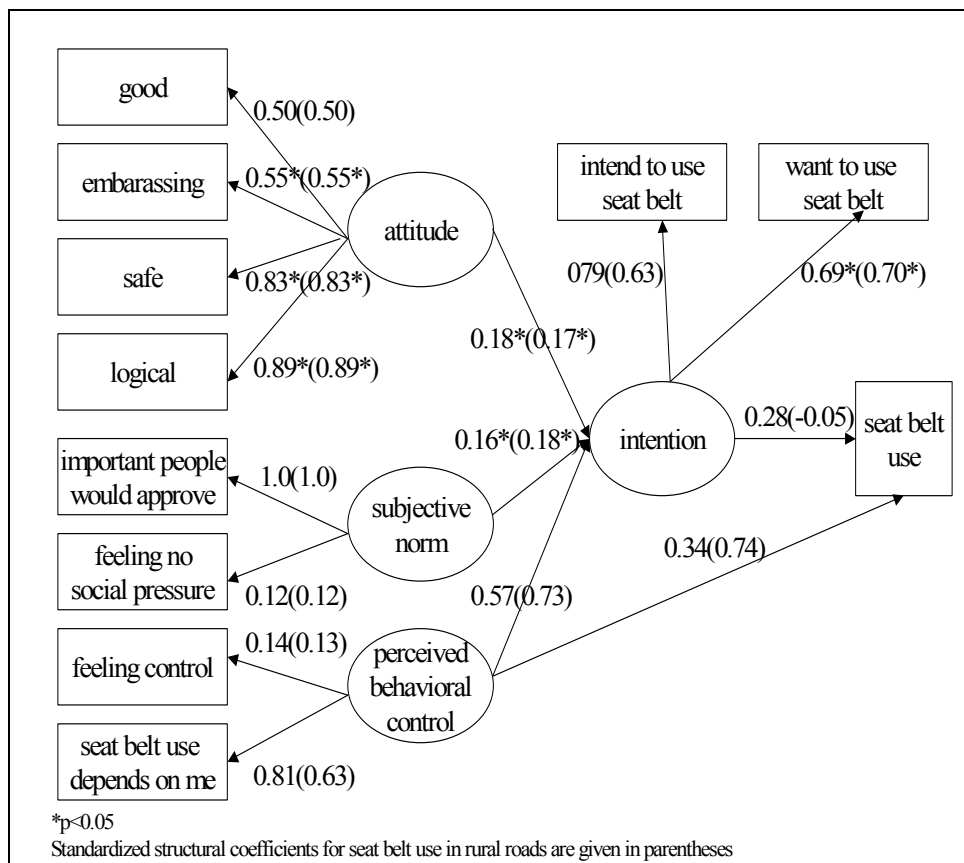 good
0.50(0.50)
embarassing
0.55*(0.55*)
safe
0.83*(0.83*)
logical
0.89*(0.89*)
attitude
intend to use
seat belt
want to use
seat belt
079(0.63)
0.69*(0.70*)
0.18*(0.17*)
important people
would approve
1.0(1.0)
feeling no
social pressure
0.12(0.12)
subjective
norm
0.16*(0.18*)
intention
0.28(-0.05)
seat belt
use
0.34(0.74)
0.57(0.73)
feeling control
0.14(0.13)
seat belt use
depends on me
0.81(0.63)
perceived
behavioral
control
*p<0.05
Standardized structural coefficients for seat belt use in rural roads are given in parentheses